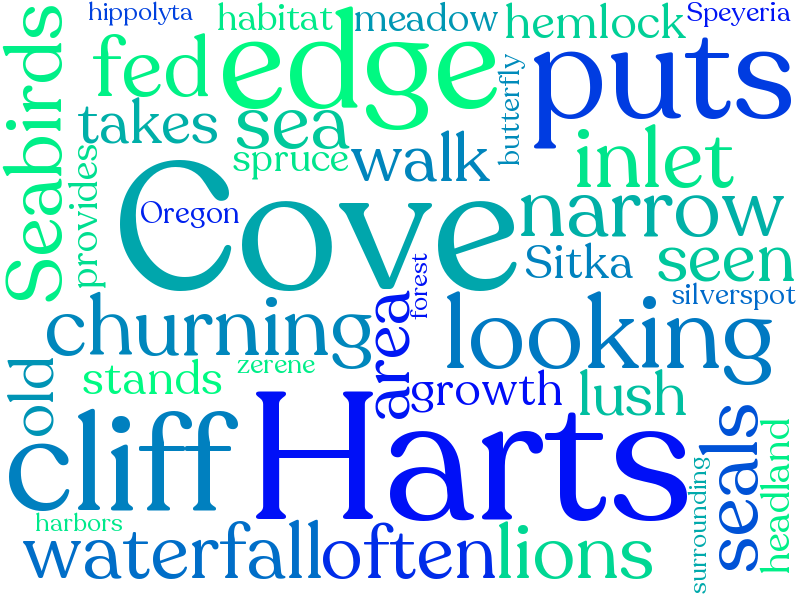 hippolyta
habitat
meadow
hemlock
Speyeria
Seabirds
fed
edge
puts
takes
sea
butterfly
spruce
walk
inlet
provides
Cove
Oregon
narrow
Sitka
seen
forest
silverspot
churning
area
looking
old
stands
zerene
growth
lush
cliff
Harts
seals
headland
surrounding
harbors
waterfall
often
lions